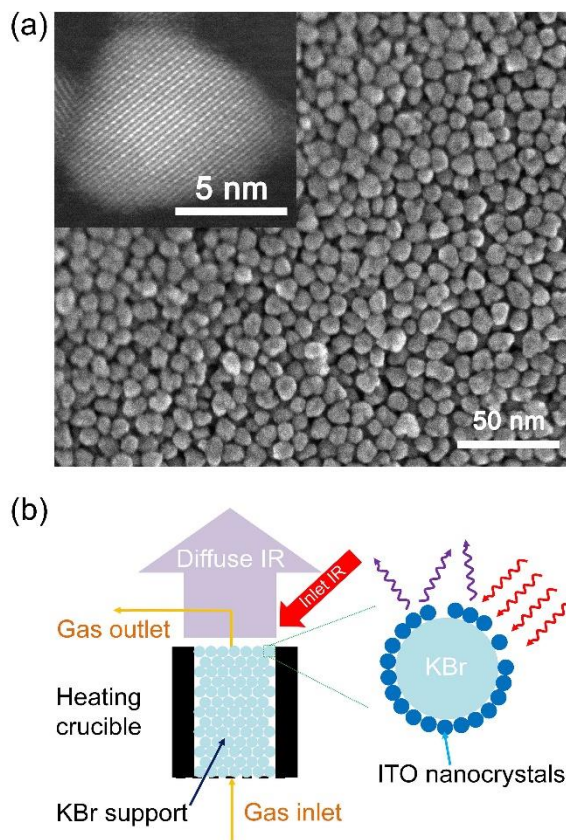 (a)
5 nm
50 nm
(b)
Diffuse IR
Inlet IR
Gas outlet
KBr
Heating
crucible
ITO nanocrystals
KBr support
Gas inlet